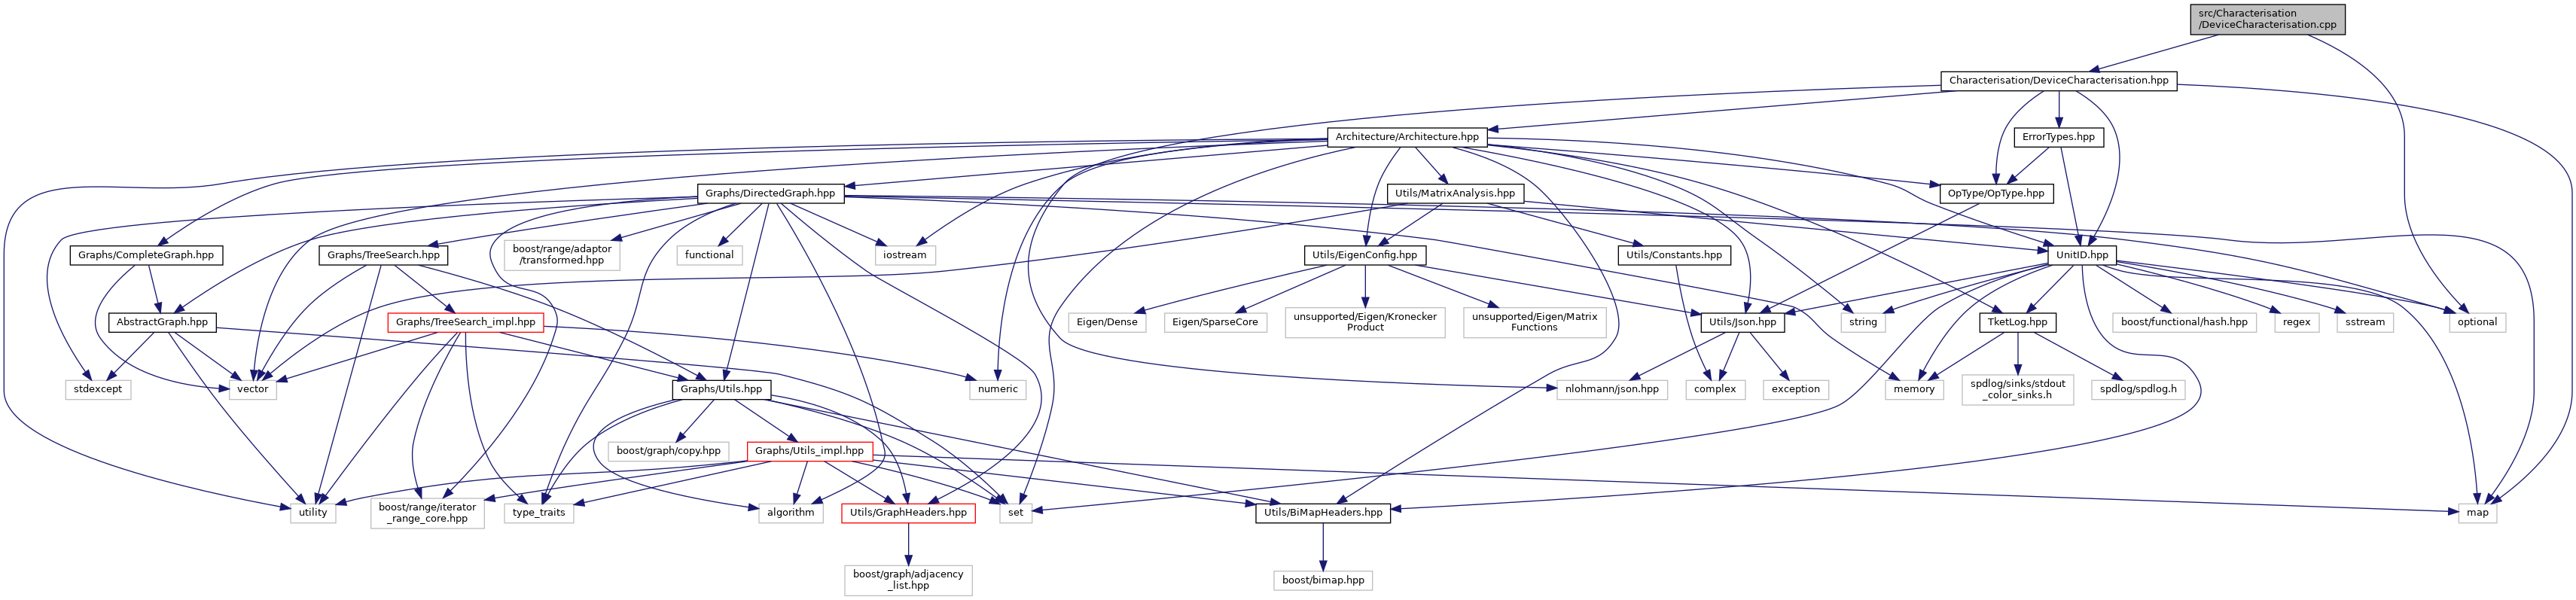 src/Characterisation
/DeviceCharacterisation.cpp
Characterisation/DeviceCharacterisation.hpp
Architecture/Architecture.hpp
ErrorTypes.hpp
Graphs/DirectedGraph.hpp
Utils/MatrixAnalysis.hpp
OpType/OpType.hpp
Graphs/CompleteGraph.hpp
Graphs/TreeSearch.hpp
boost/range/adaptor
/transformed.hpp
functional
iostream
Utils/EigenConfig.hpp
Utils/Constants.hpp
UnitID.hpp
AbstractGraph.hpp
Graphs/TreeSearch_impl.hpp
Eigen/Dense
Eigen/SparseCore
unsupported/Eigen/Kronecker
Product
unsupported/Eigen/Matrix
Functions
Utils/Json.hpp
string
TketLog.hpp
boost/functional/hash.hpp
regex
sstream
optional
stdexcept
vector
Graphs/Utils.hpp
numeric
nlohmann/json.hpp
complex
exception
memory
spdlog/sinks/stdout
_color_sinks.h
spdlog/spdlog.h
boost/graph/copy.hpp
Graphs/Utils_impl.hpp
utility
boost/range/iterator
_range_core.hpp
type_traits
algorithm
Utils/GraphHeaders.hpp
set
Utils/BiMapHeaders.hpp
map
boost/graph/adjacency
_list.hpp
boost/bimap.hpp